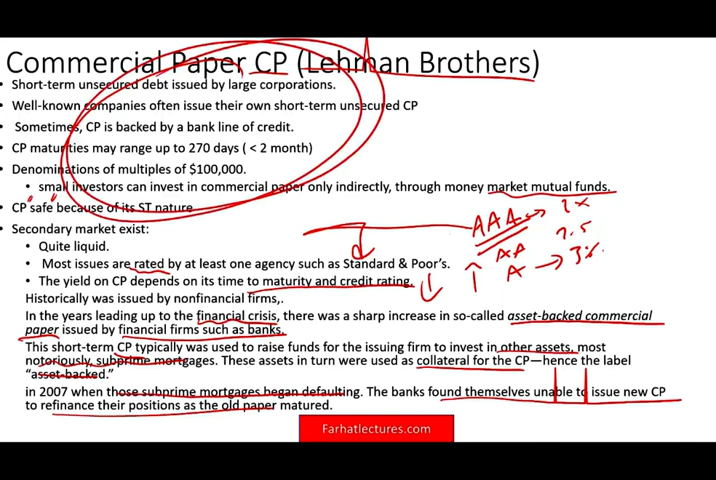 Commercial Paper CP (Lehman Brothers)
• Short-term unsecured debt issued by large corporations.
• Well-known companies often issue their own short-term unsecured CP
• Sometimes, CP is backed by a bank line of credit.
• CP maturities may range up to 270 days ( < 2 month)
• Denominations of multiples of $100,000.
• small investors can invest in commercial paper only indirectly, through money market mutual funds.
• CP "safe" because of its ST nature
• Secondary market exist:
• Quite liquid.
• Most issues are rated by at least one agency such as Standard & Poor's.
• The yield on CP depends on its time to maturity and credit rating.
Historically was issued by nonfinancial firms,.
In the years leading up to the financial crisis, there was a sharp increase in so-called asset-backed commercial
paper issued by financial firms such as banks.
This short-term CP typically was used to raise funds for the issuing firm to invest in other assets, most
notoriously, subprime mortgages. These assets in turn were used as collateral for the CP—hence the label
"asset-backed."
in 2007 when those subprime mortgages began defaulting. The banks found themselves unable to issue new CP
to refinance their positions as the old paper matured.
AAA
AA 2.5
A 3%
Farhatlectures.com